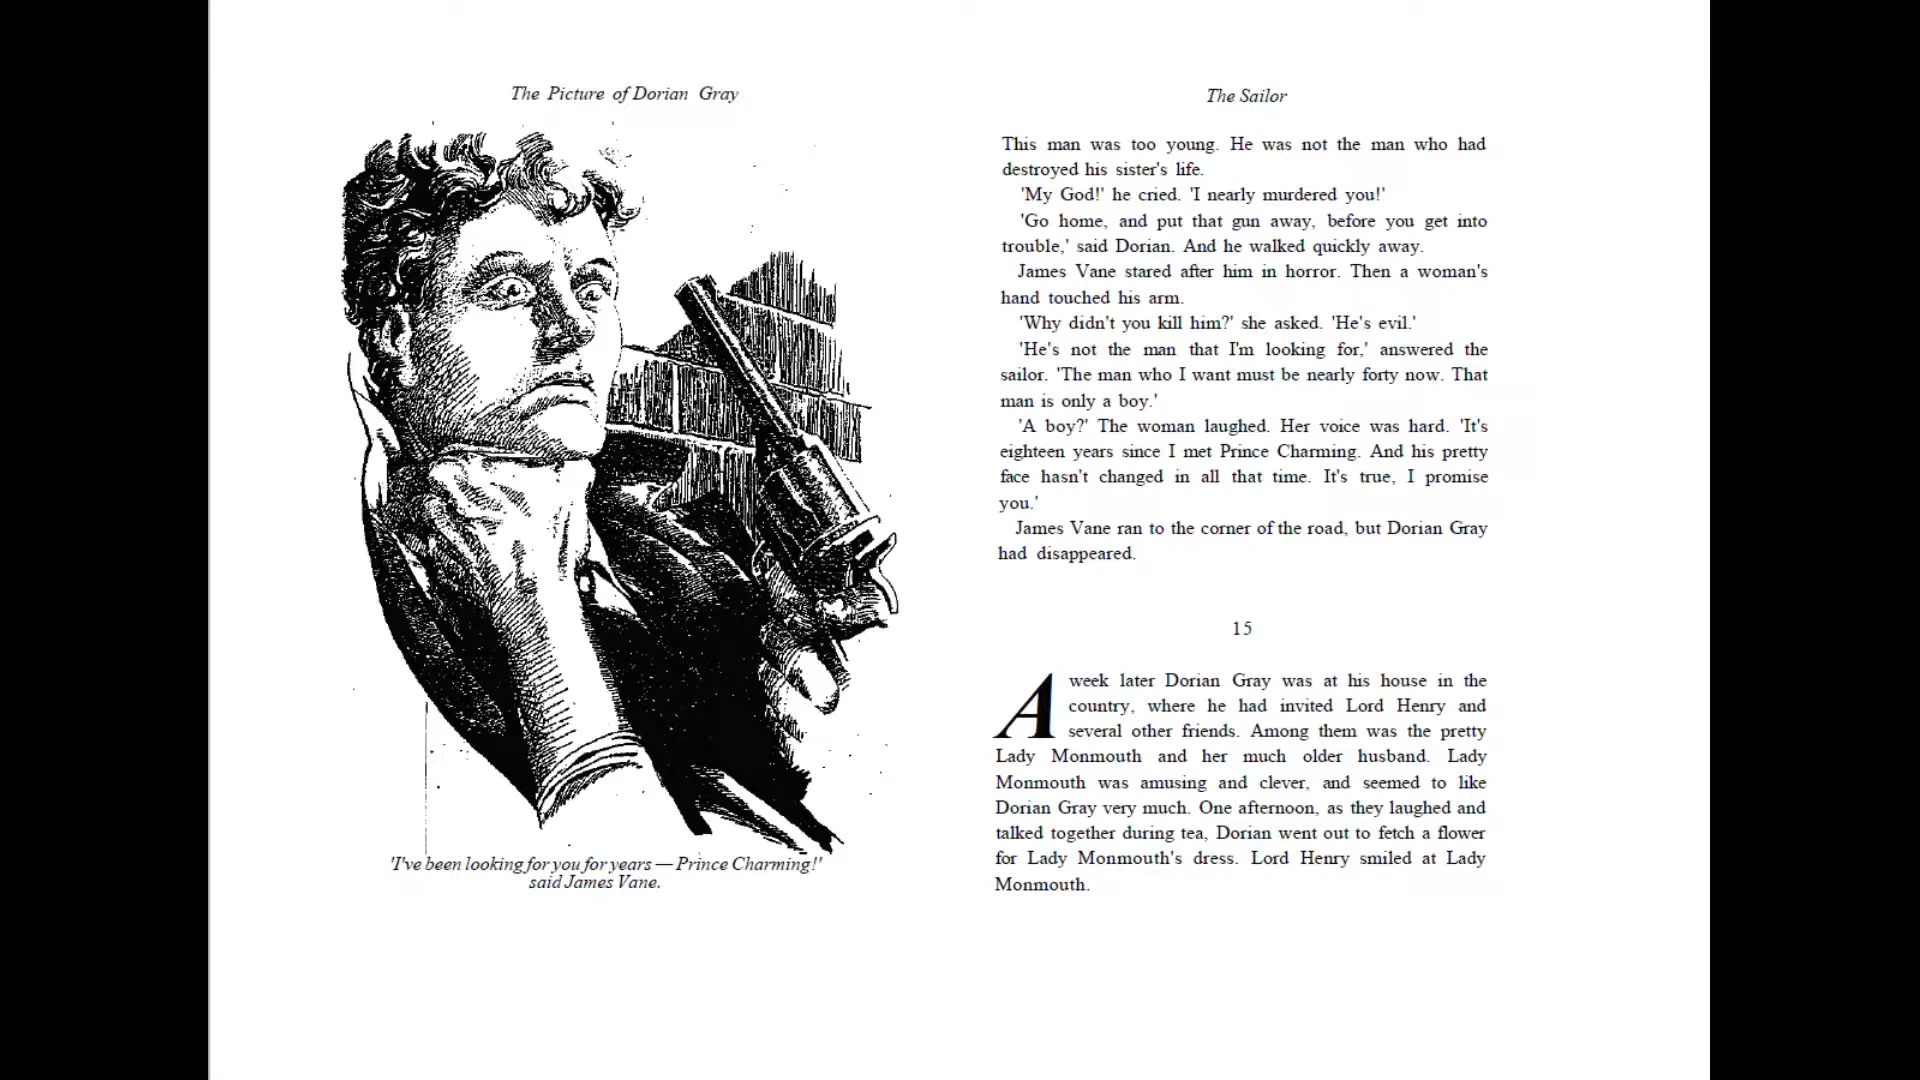 The Picture of Dorian Gray
'I've been looking for you for years — Prince Charming!'
said James Vane.
The Sailor
This man was too young. He was not the man who had
destroyed his sister's life.
'My God!' he cried. 'I nearly murdered you!'
'Go home, and put that gun away, before you get into
trouble,' said Dorian. And he walked quickly away.
James Vane stared after him in horror. Then a woman's
hand touched his arm.
'Why didn't you kill him?' she asked. 'He's evil.'
'He's not the man that I'm looking for,' answered the
sailor. 'The man who I want must be nearly forty now. That
man is only a boy.'
'A boy?' The woman laughed. Her voice was hard. 'It's
eighteen years since I met Prince Charming. And his pretty
face hasn't changed in all that time. It's true, I promise
you.'
James Vane ran to the corner of the road, but Dorian Gray
had disappeared.
15
A week later Dorian Gray was at his house in the
country, where he had invited Lord Henry and
several other friends. Among them was the pretty
Lady Monmouth and her much older husband. Lady
Monmouth was amusing and clever, and seemed to like
Dorian Gray very much. One afternoon, as they laughed and
talked together during tea, Dorian went out to fetch a flower
for Lady Monmouth's dress. Lord Henry smiled at Lady
Monmouth.